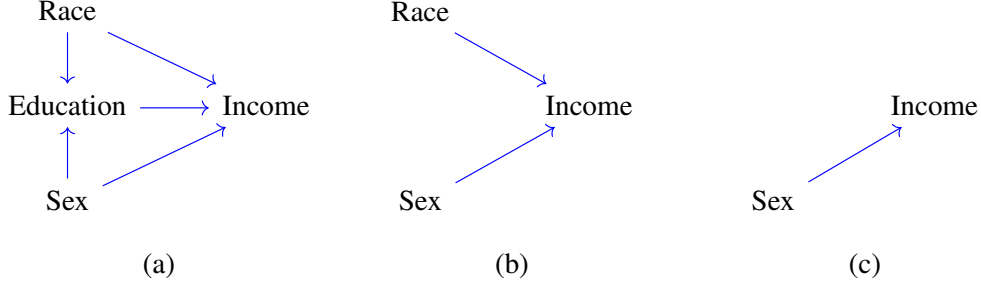 Race
Education
Income
Sex
(a)
Race
Income
Sex
(b)
Income
Sex
(c)